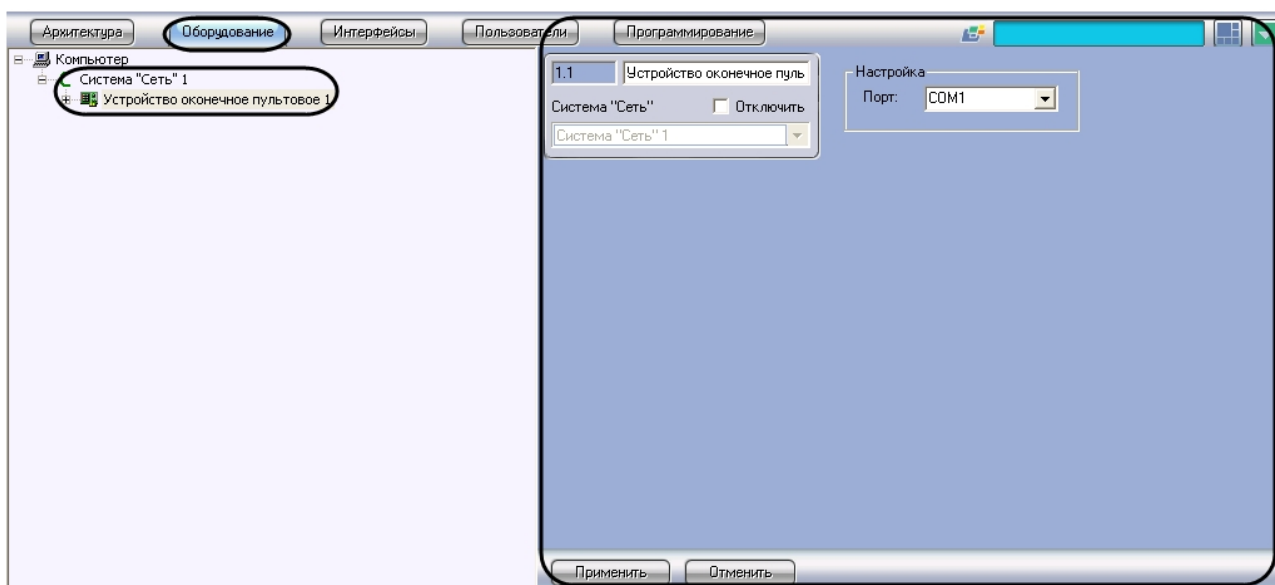 Архитектура Оборудование Интерфейсы Пользователи Программирование
Компьютер
Система "Сеть" 1
Устройство оконечное пультовое 1
1.1 Устройство оконечное пуль
Система "Сеть" Отключить
Система "Сеть" 1
Настройка
Порт: COM1
Применить Отменить